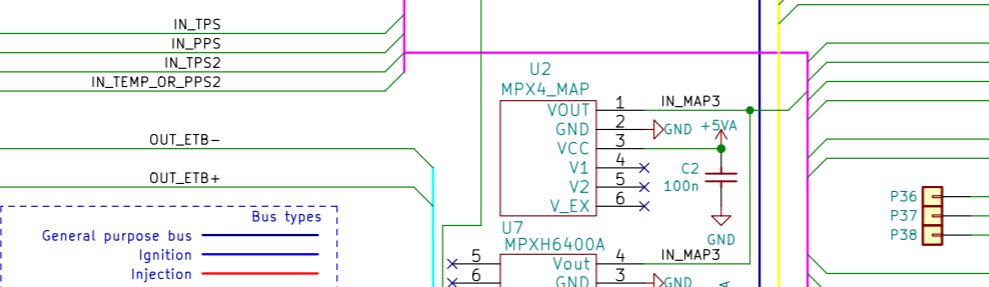 IN_TPS
IN_PPS
IN_TPS2
IN_TEMP_OR_PPS2
OUT_ETB-
OUT_ETB+
Bus types
General purpose bus
Ignition
Injection
U2
MPX4_MAP
VOUT 1 IN_MAP3
GND 2 GND +5VA
VCC 3
V1 4
V2 5
V_EX 6
C2
100n
GND
U7
MPXH6400A
5 Vout 4 IN_MAP3
6 GND 3 GND
P36
P37
P38